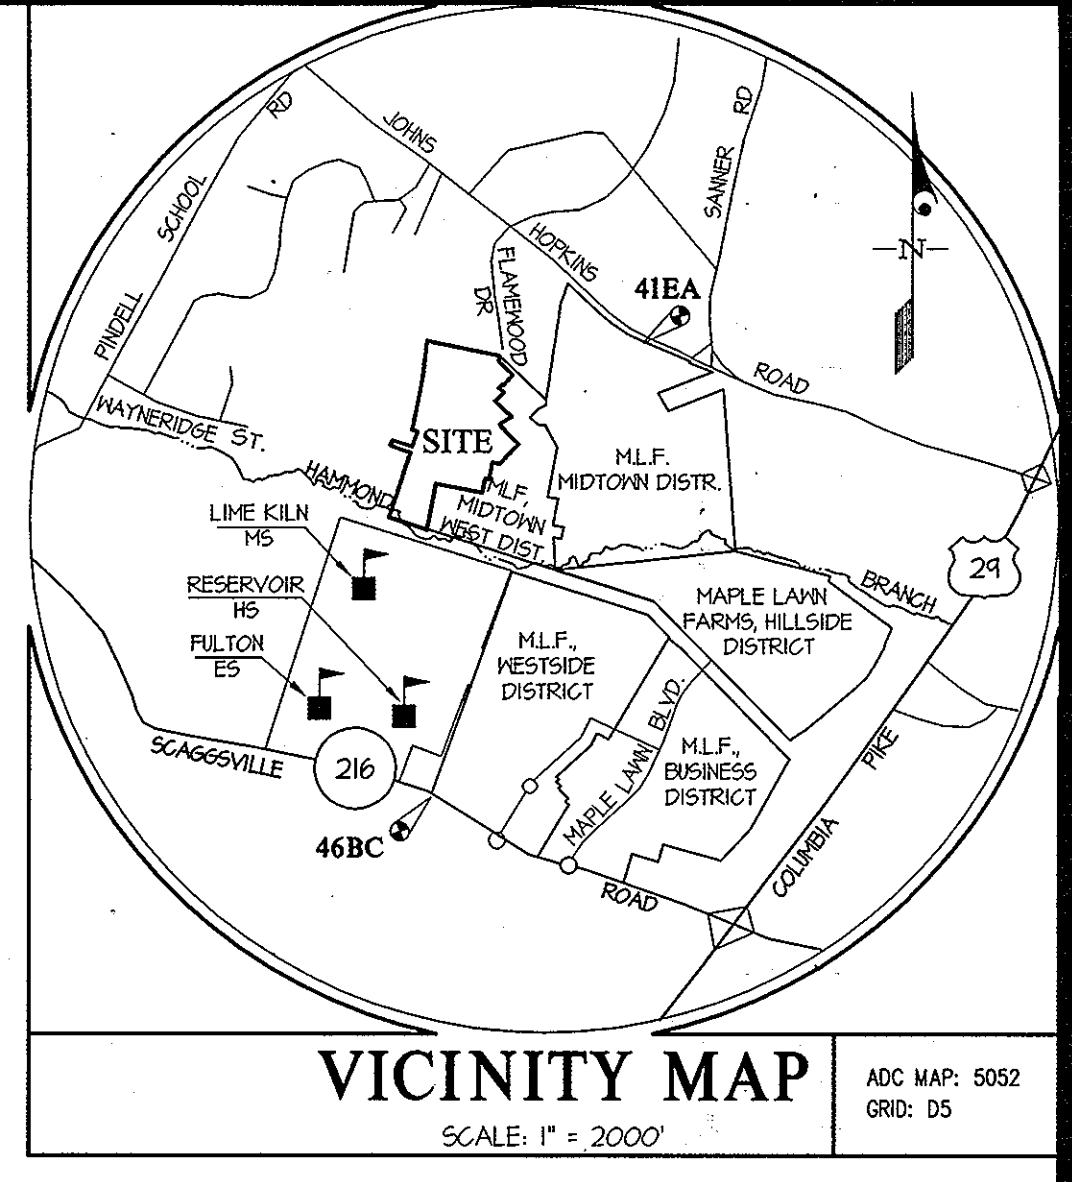 RD
JOHNS
SANNER RD
SCHOOL
PINDELL
HOPKINS
-N-
FLAMEWOOD
DR
41EA
ROAD
WAYNERIDGE ST.
SITE
M.L.F.
MIDTOWN DISTR.
HAMMOND
MLF,
MIDTOWN
WEST DIST.
LIME KILN
MS
29
RESERVOIR
HS
BRANCH
MAPLE LAWN
FARMS, HILLSIDE
DISTRICT
FULTON
ES
M.L.F.,
WESTSIDE
DISTRICT
SCAGGSVILLE
216
MAPLE LAWN BLVD.
M.L.F.,
BUSINESS
DISTRICT
PIKE
46BC
COLUMBIA
ROAD
VICINITY MAP
SCALE: 1" = 2000'
ADC MAP: 5052
GRID: D5